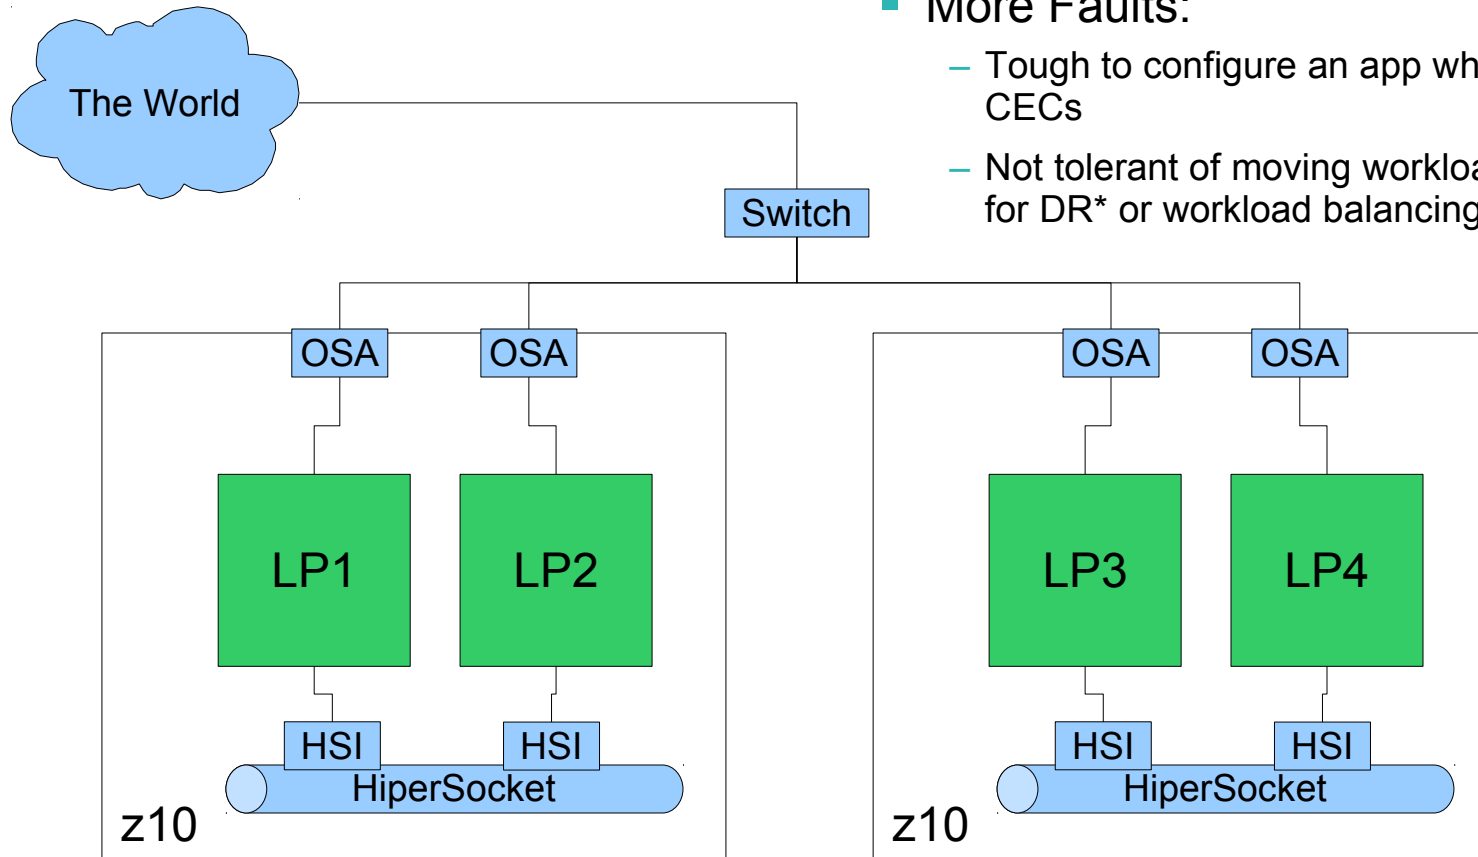 More Faults:
– Tough to configure an app wh
CECs
– Not tolerant of moving workloa
for DR* or workload balancing
The World
Switch
OSA
OSA
OSA
OSA
LP1
LP2
LP3
LP4
HSI
HSI
HSI
HSI
HiperSocket
HiperSocket
z10
z10